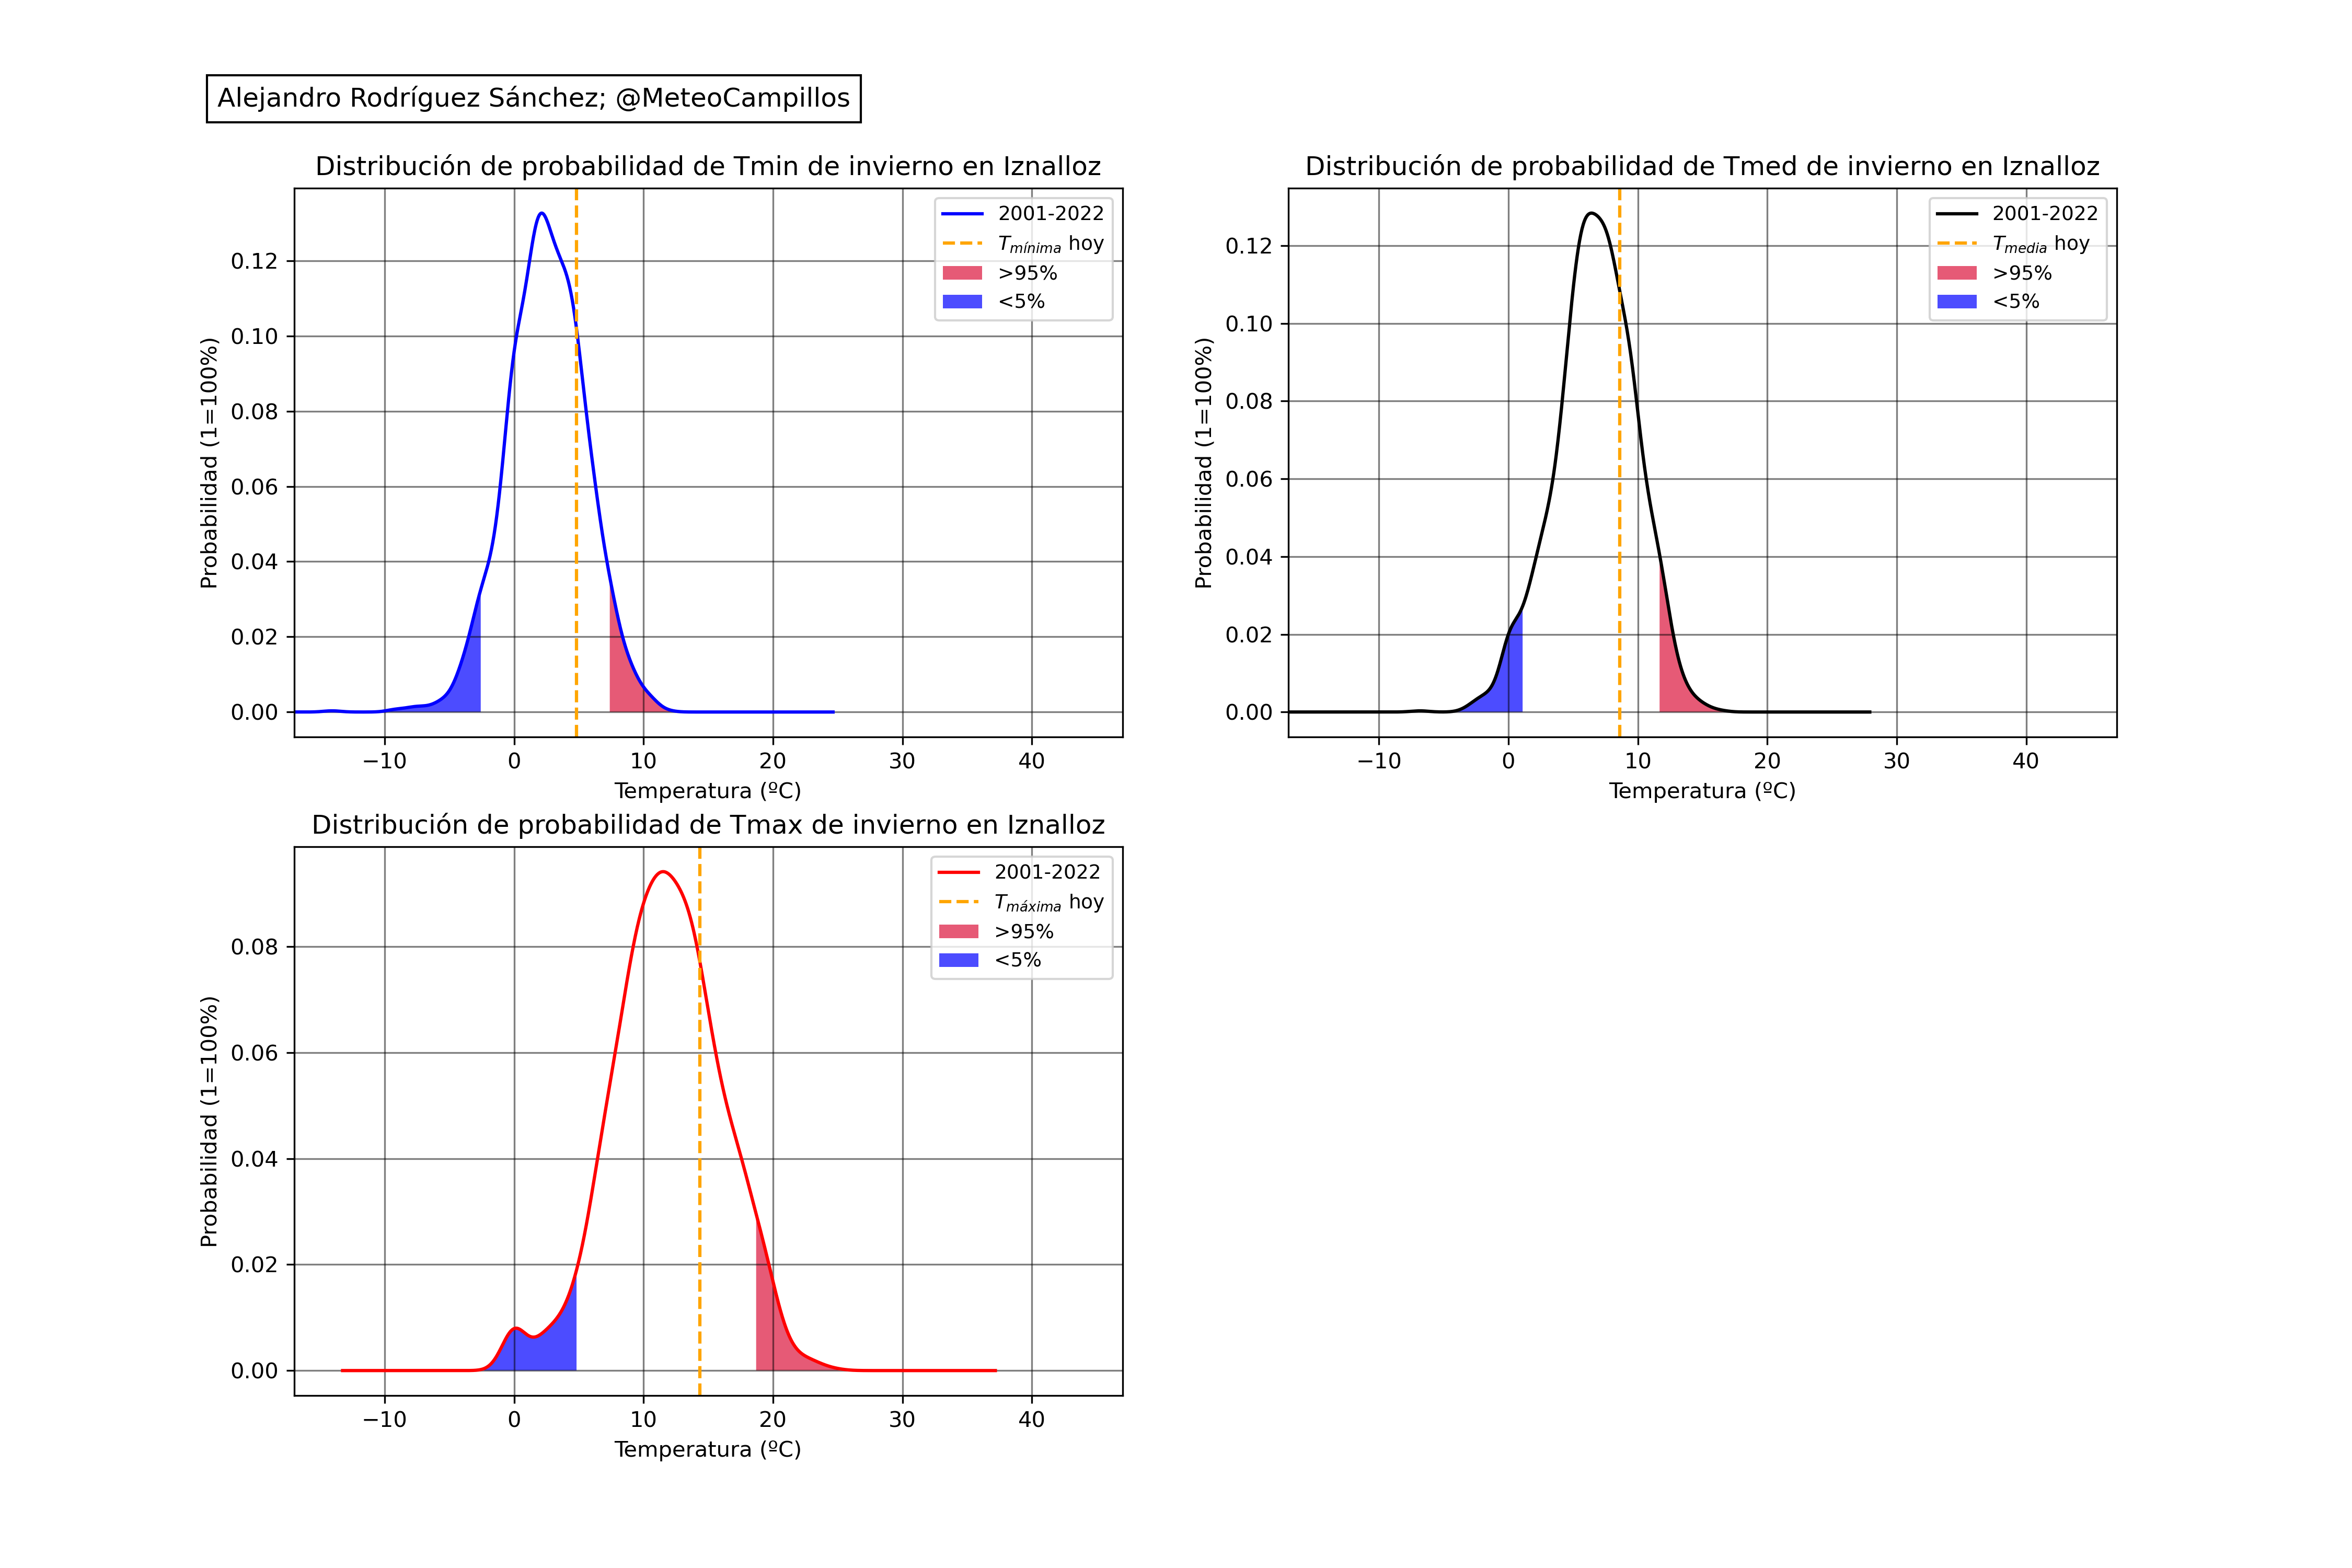 Alejandro Rodríguez Sánchez; @MeteoCampillos
Distribución de probabilidad de Tmin de invierno en Iznalloz
Probabilidad (1=100%)
0.12
0.10
0.08
0.06
0.04
0.02
0.00
2001-2022
Tmínima hoy
>95%
<5%
−10 0 10 20 30 40
Temperatura (ºC)
Distribución de probabilidad de Tmed de invierno en Iznalloz
Probabilidad (1=100%)
0.12
0.10
0.08
0.06
0.04
0.02
0.00
2001-2022
Tmedia hoy
>95%
<5%
−10 0 10 20 30 40
Temperatura (ºC)
Distribución de probabilidad de Tmax de invierno en Iznalloz
Probabilidad (1=100%)
0.08
0.06
0.04
0.02
0.00
2001-2022
Tmáxima hoy
>95%
<5%
−10 0 10 20 30 40
Temperatura (ºC)